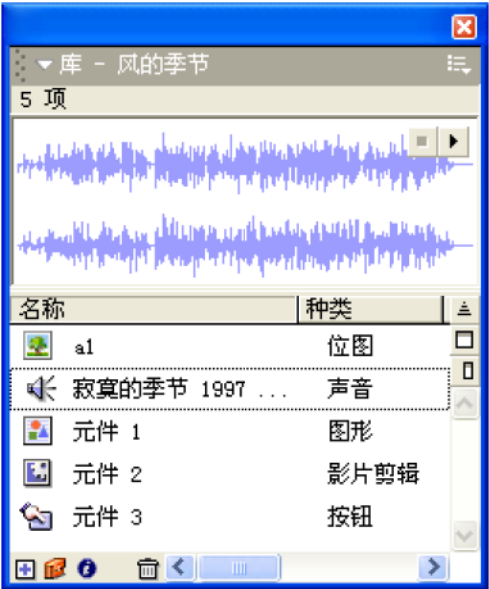 库 - 风的季节
5 项
名称 种类
a1 位图
寂寞的季节 1997 ... 声音
元件 1 图形
元件 2 影片剪辑
元件 3 按钮